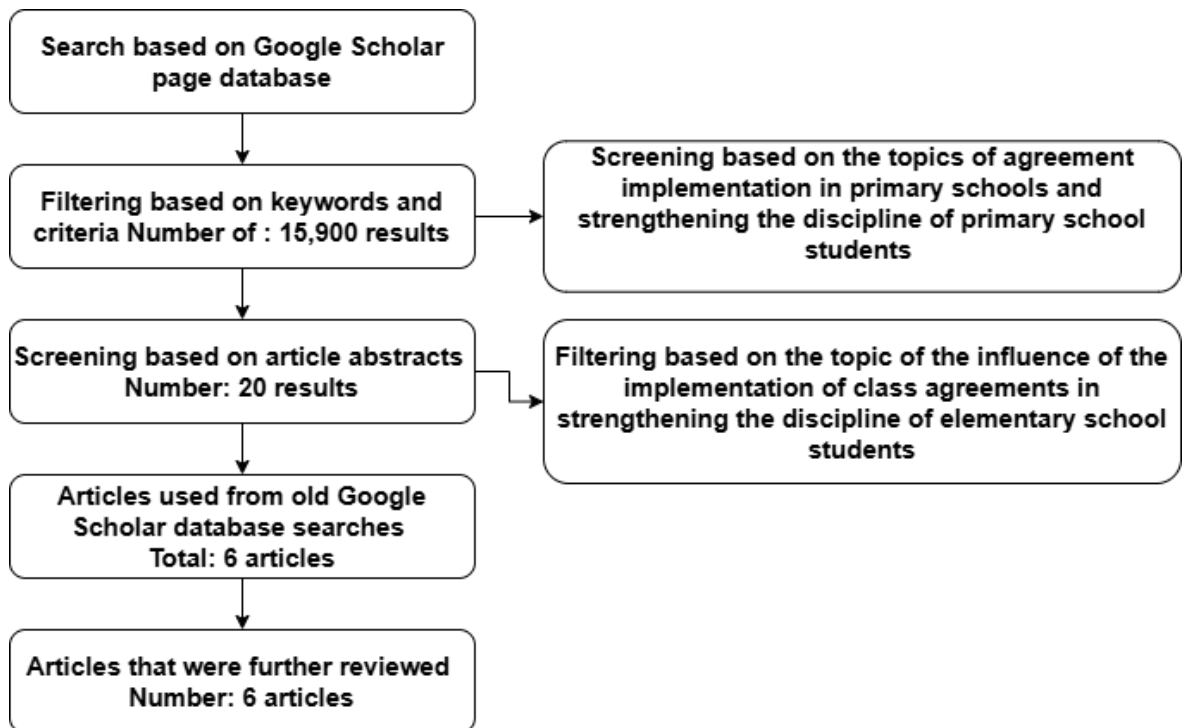 Search based on Google Scholar
page database
Filtering based on keywords and
criteria Number of : 15,900 results
Screening based on the topics of agreement
implementation in primary schools and
strengthening the discipline of primary school
students
Screening based on article abstracts
Number: 20 results
Filtering based on the topic of the influence of the
implementation of class agreements in
strengthening the discipline of elementary school
students
Articles used from old Google
Scholar database searches
Total: 6 articles
Articles that were further reviewed
Number: 6 articles